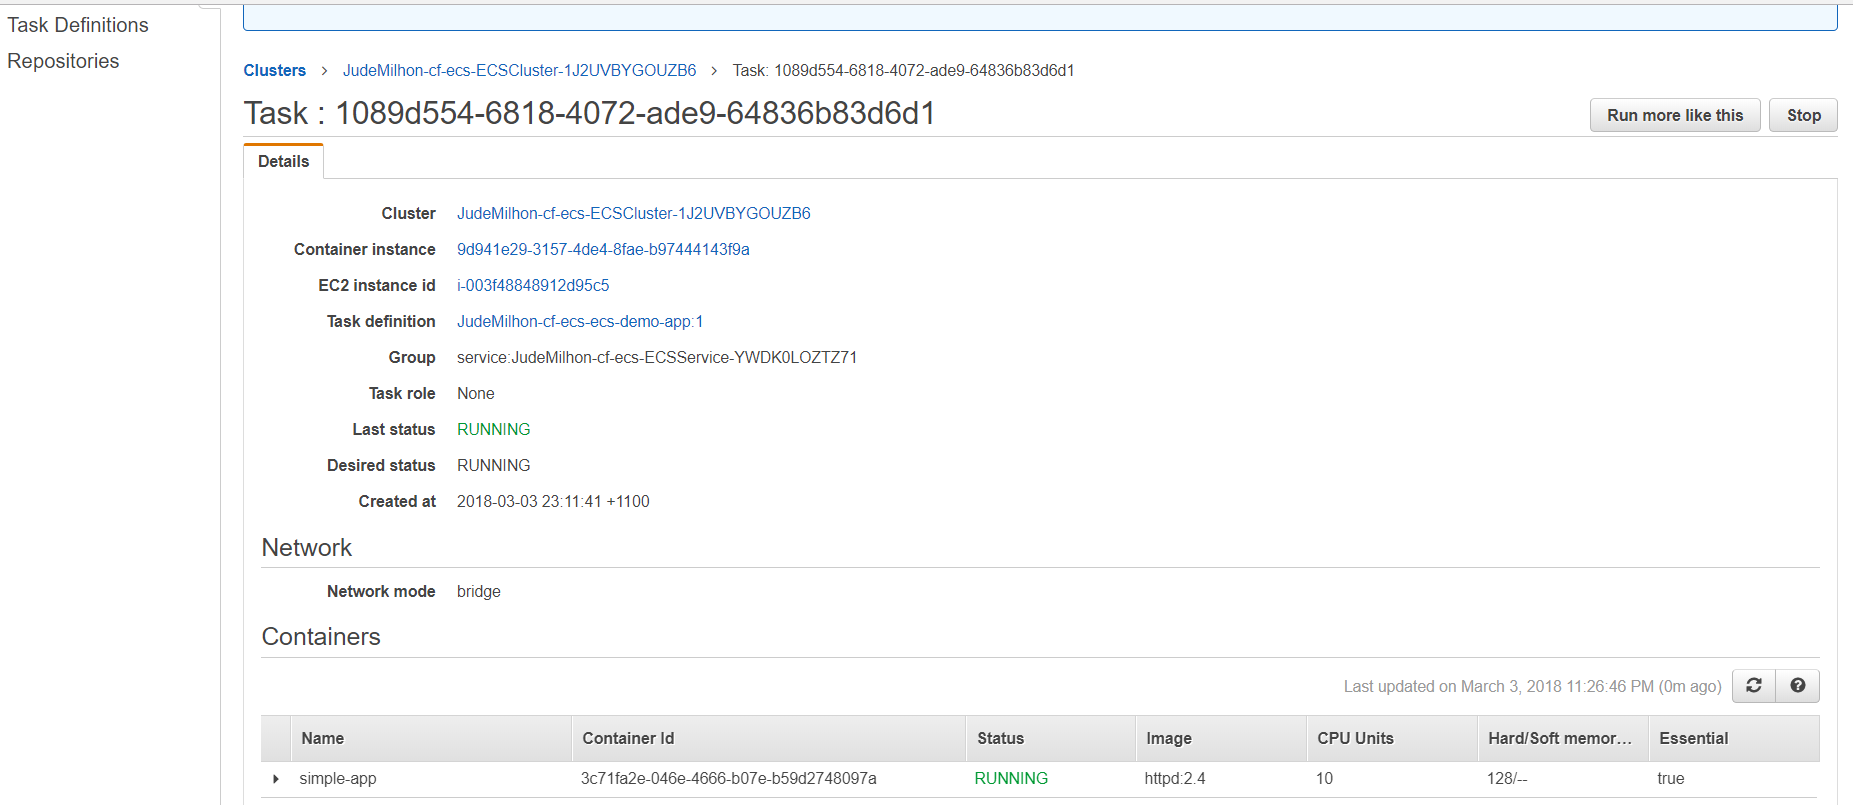 Task Definitions
Repositories
Clusters > JudeMilhon-cf-ecs-ECSCluster-1J2UVBYGOUZB6 > Task: 1089d554-6818-4072-ade9-64836b83d6d1
Task : 1089d554-6818-4072-ade9-64836b83d6d1
Run more like this Stop
Details
Cluster JudeMilhon-cf-ecs-ECSCluster-1J2UVBYGOUZB6
Container instance 9d941e29-3157-4de4-8fae-b97444143f9a
EC2 instance id i-003f48848912d95c5
Task definition JudeMilhon-cf-ecs-ecs-demo-app:1
Group service:JudeMilhon-cf-ecs-ECSService-YWDK0LOZTZ71
Task role None
Last status RUNNING
Desired status RUNNING
Created at 2018-03-03 23:11:41 +1100
Network
Network mode bridge
Containers
Last updated on March 3, 2018 11:26:46 PM (0m ago)
Name Container Id Status Image CPU Units Hard/Soft memor... Essential
simple-app 3c71fa2e-046e-4666-b07e-b59d2748097a RUNNING httpd:2.4 10 128/-- true